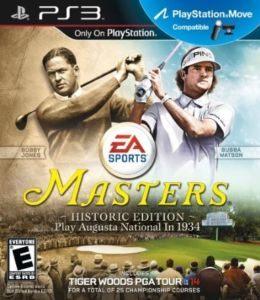 PS3
Only On PlayStation
PlayStation Move
Compatible
BOBBY
JONES
BUBBA
WATSON
EA
SPORTS
MASTERS
HISTORIC EDITION
Play Augusta National In 1934
EVERYONE
E
ESRB
INCLUDES
TIGER WOODS PGA TOUR
FOR A TOTAL OF 25 CHAMPIONSHIP COURSES